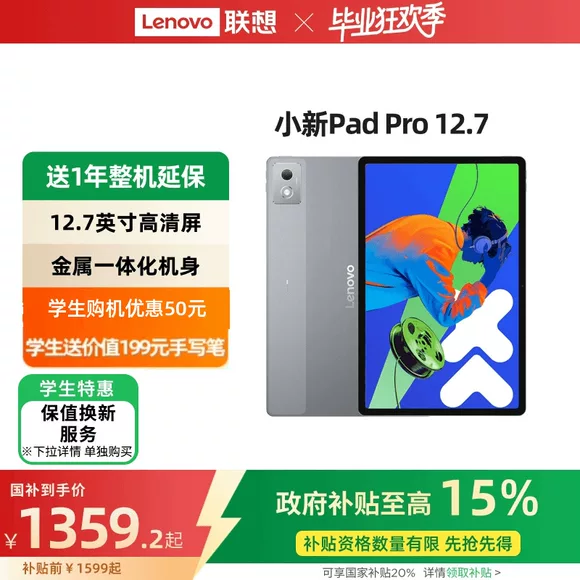 Lenovo 联想 × 毕业狂欢季
小新Pad Pro 12.7
送1年整机延保
12.7英寸高清屏
金属一体化机身
学生购机优惠50元
学生送价值199元手写笔
学生特惠
保值换新
服务
※下拉详情 单独购买
Lenovo
国补到手价
¥1359.2起
补贴前¥1599起
政府补贴至高 15%
补贴资格数量有限 先抢先得
可享国家补贴20% 详情领取补贴>